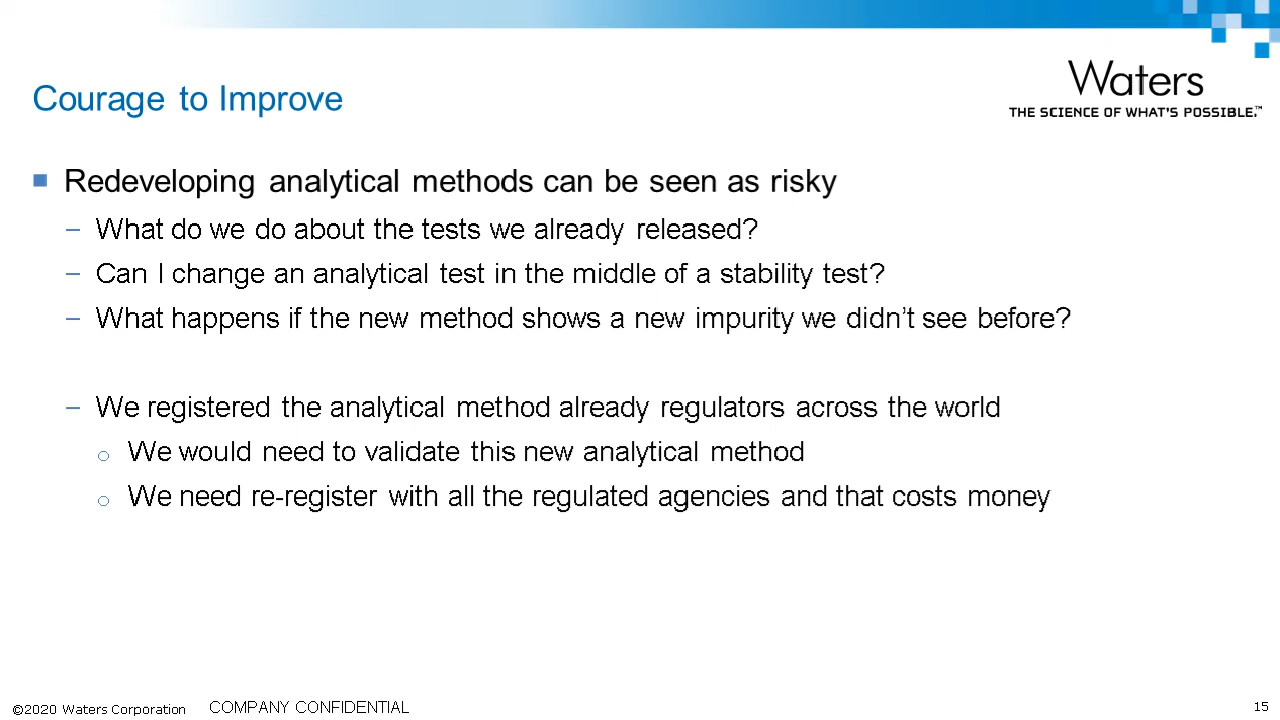 Waters
THE SCIENCE OF WHAT'S POSSIBLE.™
Courage to Improve
Redeveloping analytical methods can be seen as risky
– What do we do about the tests we already released?
– Can I change an analytical test in the middle of a stability test?
– What happens if the new method shows a new impurity we didn't see before?
– We registered the analytical method already regulators across the world
o We would need to validate this new analytical method
o We need re-register with all the regulated agencies and that costs money
©2020 Waters Corporation COMPANY CONFIDENTIAL 15